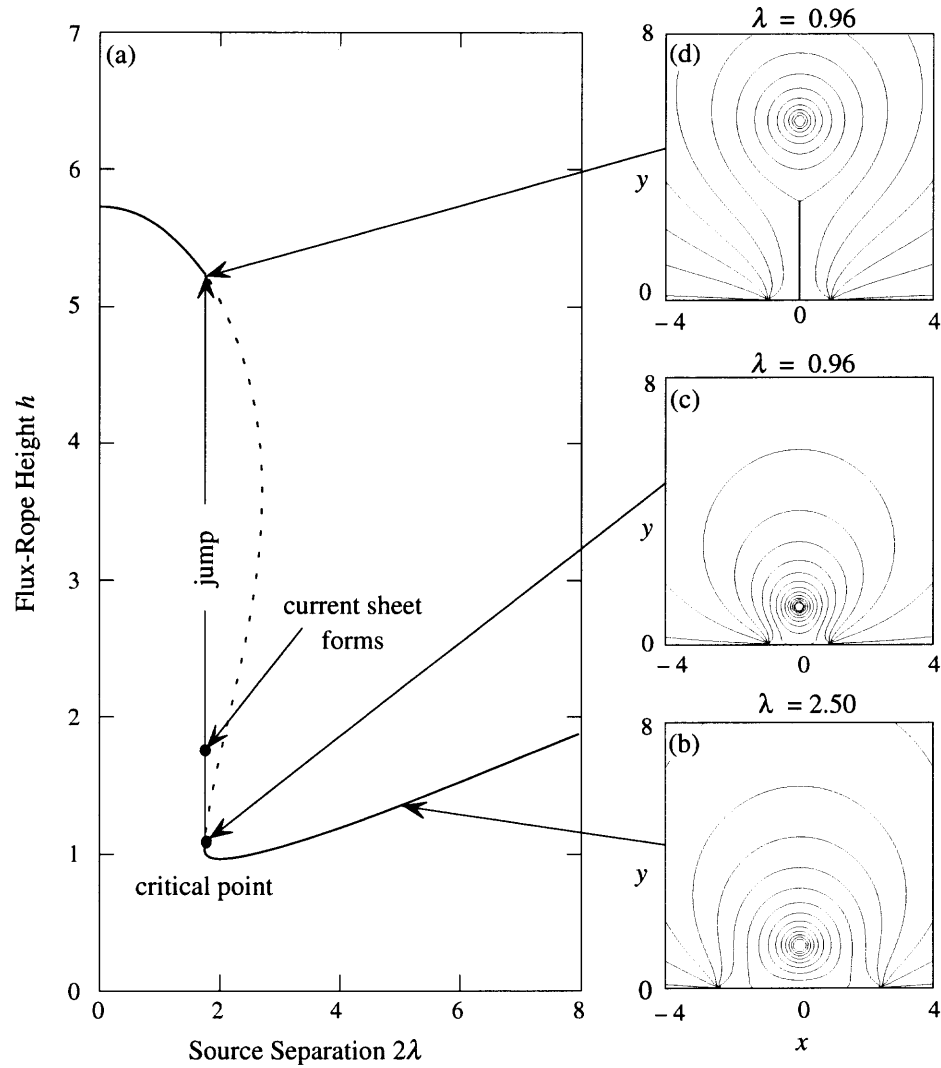 (a)
7
6
5
4
3
2
1
0
0 2 4 6 8
Flux-Rope Height h
Source Separation 2λ
jump
current sheet
forms
critical point
λ = 0.96
(d)
8
y
0
− 4 0 4
λ = 0.96
(c)
8
y
0
− 4 0 4
λ = 2.50
(b)
8
y
0
− 4 0 4
x